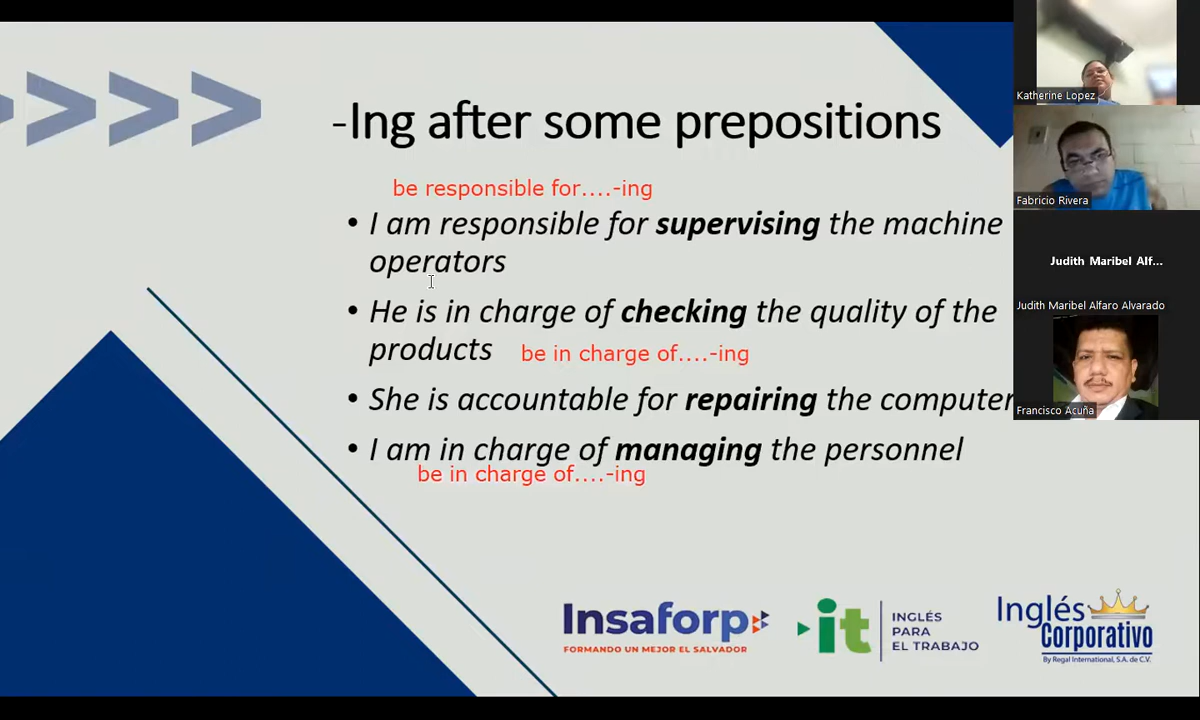 -Ing after some prepositions
be responsible for....-ing
• I am responsible for supervising the machine
operators
• He is in charge of checking the quality of the
products
be in charge of....-ing
• She is accountable for repairing the computer
• I am in charge of managing the personnel
be in charge of....-ing
Insaforp
FORMANDO UN MEJOR EL SALVADOR
it
INGLÉS
PARA
EL TRABAJO
Inglés
Corporativo
By Regal International, S.A. de C.V.
Katherine Lopez
Fabricio Rivera
Judith Maribel Alf...
Judith Maribel Alfaro Alvarado
Francisco Acuña